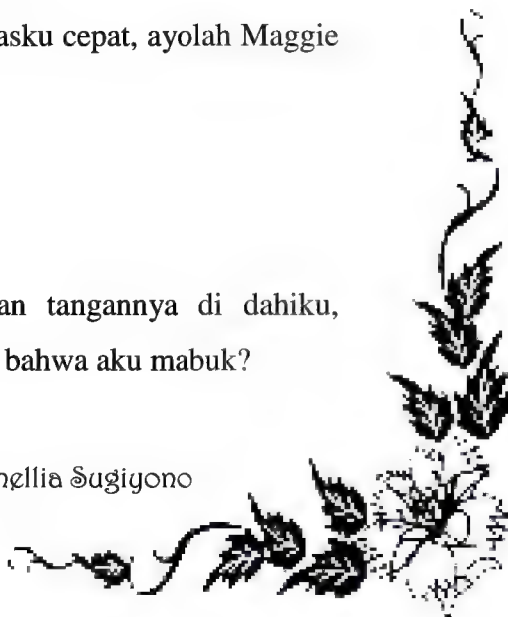 asku cepat, ayolah Maggie
an tangannya di dahiku,
bahwa aku mabuk?
nellia Sugiyono